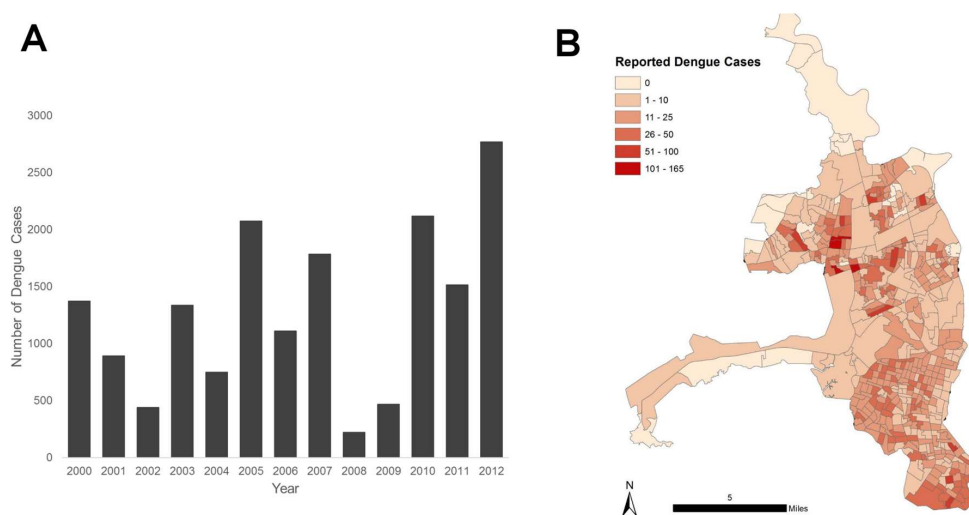 A
Number of Dengue Cases
3000
2500
2000
1500
1000
500
0
2000 2001 2002 2003 2004 2005 2006 2007 2008 2009 2010 2011 2012
Year
B
Reported Dengue Cases
0
1 - 10
11 - 25
26 - 50
51 - 100
101 - 165
N
5
Miles